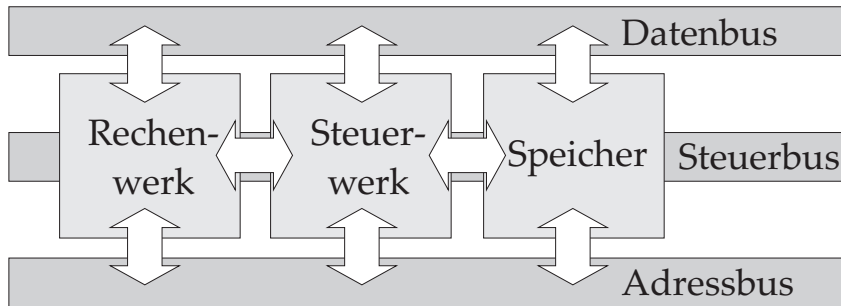 Datenbus
Rechen-
werk
Steuer-
werk
Speicher
Steuerbus
Adressbus